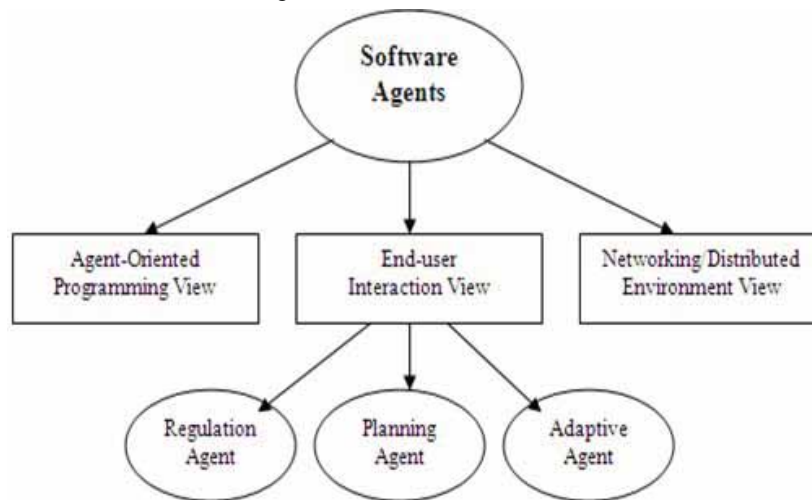 Software
Agents
Agent-Oriented
Programming View
End-user
Interaction View
Networking/Distributed
Environment View
Regulation
Agent
Planning
Agent
Adaptive
Agent